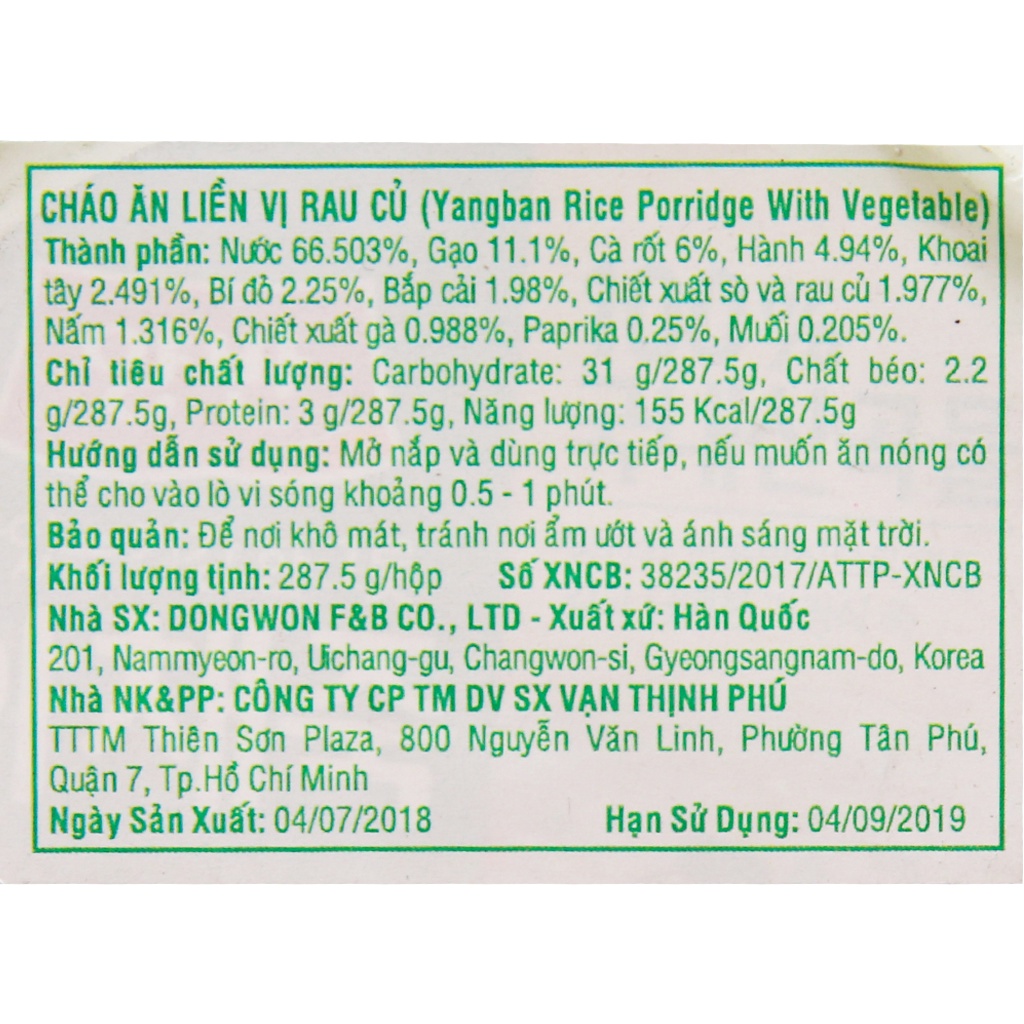 CHÁO ĂN LIỀN VỊ RAU CỦ (Yangban Rice Porridge With Vegetable)
Thành phần: Nước 66.503%, Gạo 11.1%, Cà rốt 6%, Hành 4.94%, Khoai
tây 2.491%, Bí đỏ 2.25%, Bắp cải 1.98%, Chiết xuất sò và rau củ 1.977%,
Nấm 1.316%, Chiết xuất gà 0.988%, Paprika 0.25%, Muối 0.205%.
Chỉ tiêu chất lượng: Carbohydrate: 31 g/287.5g, Chất béo: 2.2
g/287.5g, Protein: 3 g/287.5g, Năng lượng: 155 Kcal/287.5g
Hướng dẫn sử dụng: Mở nắp và dùng trực tiếp, nếu muốn ăn nóng có
thể cho vào lò vi sóng khoảng 0.5 - 1 phút.
Bảo quản: Để nơi khô mát, tránh nơi ẩm ướt và ánh sáng mặt trời.
Khối lượng tịnh: 287.5 g/hộp Số XNCB: 38235/2017/ATTP-XNCB
Nhà SX: DONGWON F&B CO., LTD - Xuất xứ: Hàn Quốc
201, Nammyeon-ro, Uichang-gu, Changwon-si, Gyeongsangnam-do, Korea
Nhà NK&PP: CÔNG TY CP TM DV SX VẠN THỊNH PHÚ
TTTM Thiên Sơn Plaza, 800 Nguyễn Văn Linh, Phường Tân Phú,
Quận 7, Tp.Hồ Chí Minh
Ngày Sản Xuất: 04/07/2018 Hạn Sử Dụng: 04/09/2019